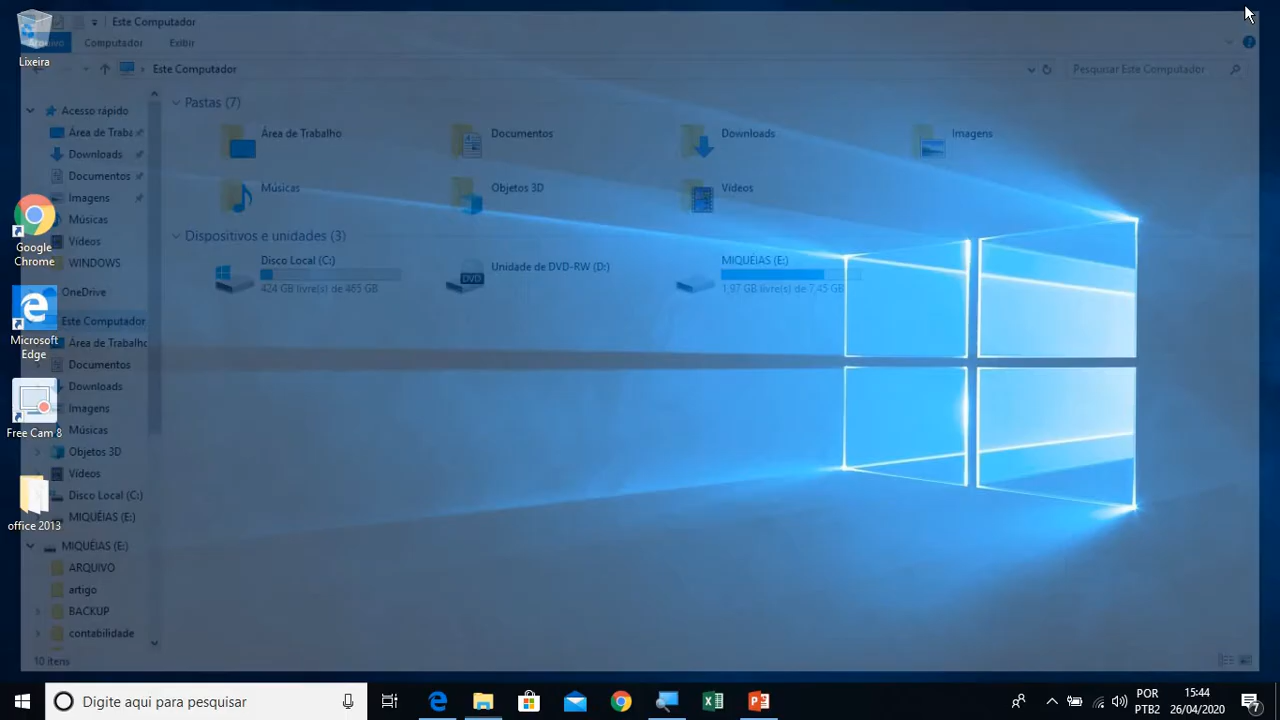 Este Computador
Lixeira
Arquivo
Computador
Exibir
Este Computador
Pesquisar Este Computador
Pastas (7)
Área de Trabalho
Documentos
Downloads
Imagens
Músicas
Objetos 3D
Vídeos
Dispositivos e unidades (3)
Disco Local (C:)
424 GB livre(s) de 465 GB
Unidade de DVD-RW (D:)
DVD
MIQUÉIAS (E:)
1,97 GB livre(s) de 7,45 GB
Acesso rápido
Área de Traba
Downloads
Documentos
Imagens
Músicas
Vídeos
WINDOWS
OneDrive
Este Computador
Área de Trabalho
Documentos
Downloads
Imagens
Músicas
Objetos 3D
Vídeos
Disco Local (C:)
MIQUÉIAS (E:)
MIQUÉIAS (E:)
ARQUIVO
artigo
BACKUP
contabilidade
10 itens
Google
Chrome
Microsoft
Edge
Free Cam 8
office 2013
Digite aqui para pesquisar
POR
PTB2
15:44
26/04/2020
7